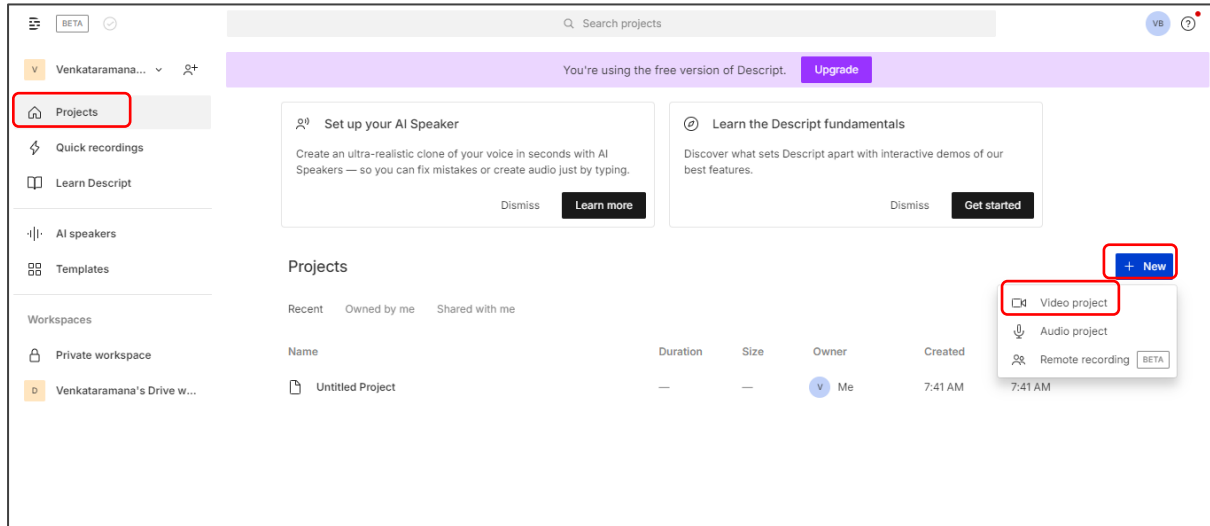 BETA
Search projects
VB
V Venkataramana...
You're using the free version of Descript. Upgrade
Projects
Quick recordings
Learn Descript
AI speakers
Templates
Workspaces
Private workspace
D Venkataramana's Drive w...
Set up your AI Speaker
Create an ultra-realistic clone of your voice in seconds with AI
Speakers — so you can fix mistakes or create audio just by typing.
Dismiss Learn more
Learn the Descript fundamentals
Discover what sets Descript apart with interactive demos of our
best features.
Dismiss Get started
Projects
+ New
Video project
Audio project
Remote recording BETA
Recent Owned by me Shared with me
Name Duration Size Owner Created
Untitled Project — — V Me 7:41 AM 7:41 AM